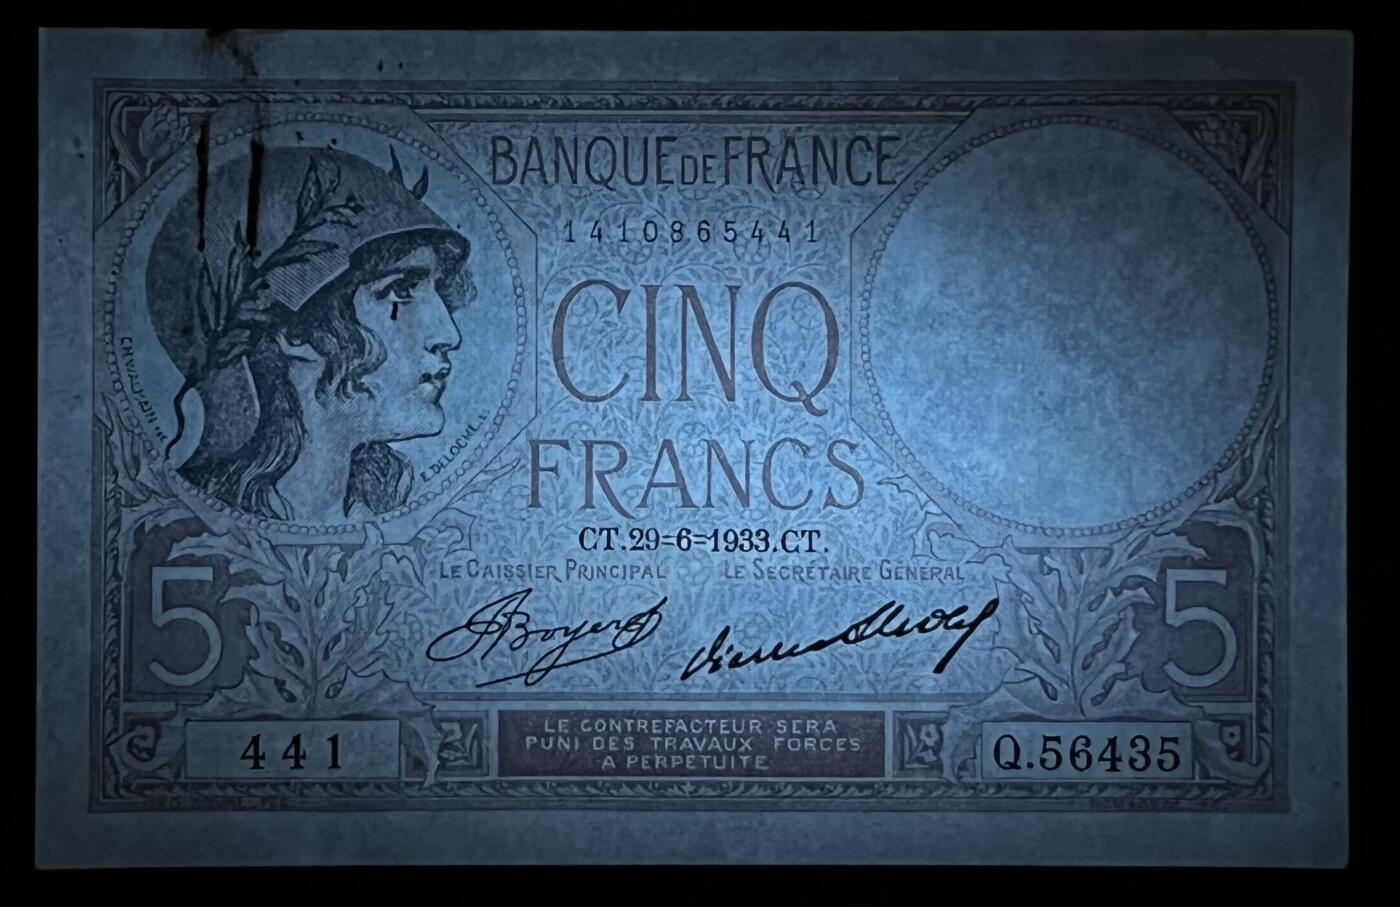 BANQUE DE FRANCE
1410865441
CINQ
FRANCS
E. DELOCHE.
CT.29=6=1933.CT.
LE CAISSIER PRINCIPAL LE SECRÉTAIRE GÉNÉRAL
5 5
LE CONTREFACTEUR SERA
PUNI DES TRAVAUX FORCES
A PERPETUITE
441 Q.56435